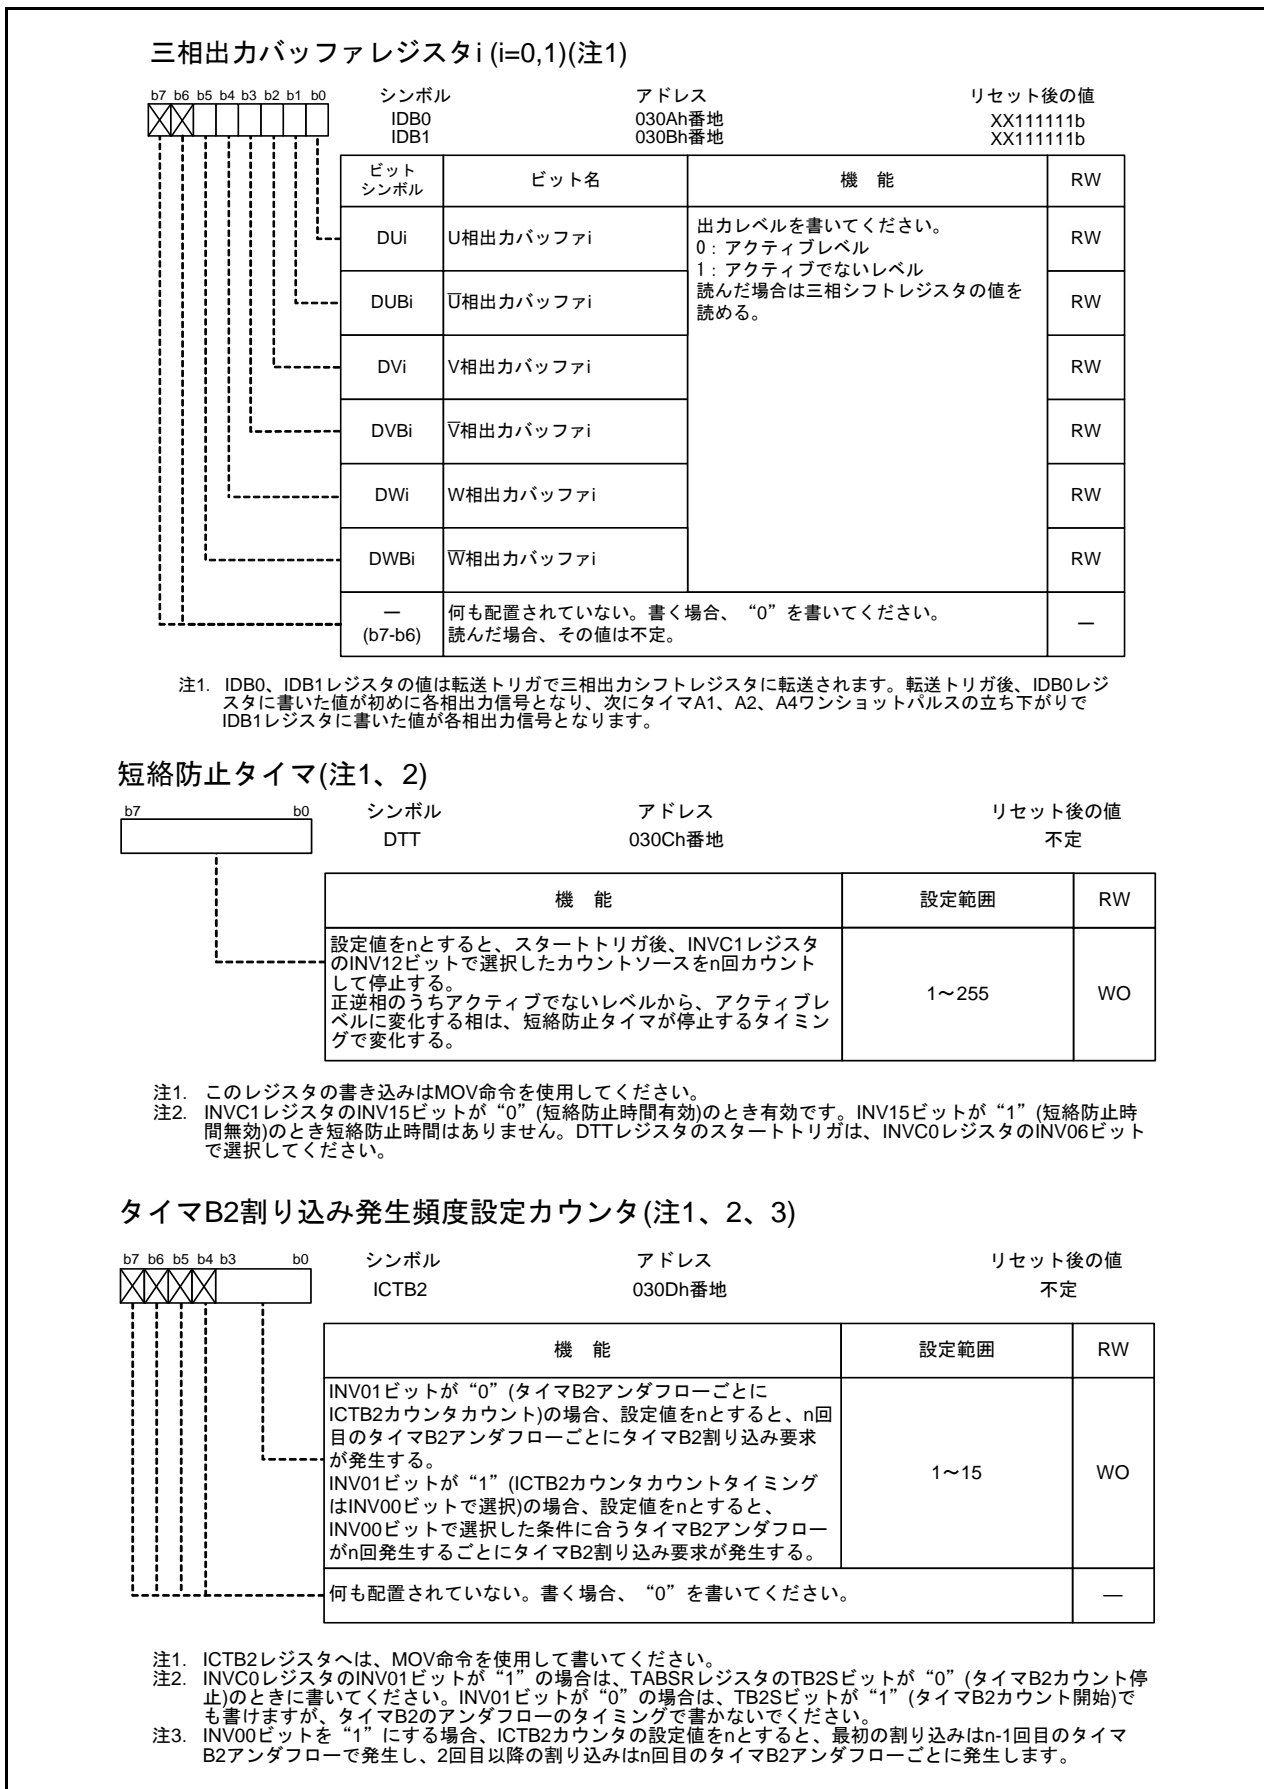 三相出力バッファレジスタi (i=0,1)(注1)
b7 b6 b5 b4 b3 b2 b1 b0
シンボル アドレス リセット後の値
IDB0 030Ah番地 XX111111b
IDB1 030Bh番地 XX111111b
ビット
シンボル
ビット名 機 能 RW
DUi U相出力バッファi RW
出力レベルを書いてください。
0：アクティブレベル
1：アクティブでないレベル
読んだ場合は三相シフトレジスタの値を
読める。
DUBi U̅相出力バッファi RW
DVi V相出力バッファi RW
DVBi V̅相出力バッファi RW
DWi W相出力バッファi RW
DWBi W̅相出力バッファi RW
—
(b7-b6)
何も配置されていない。書く場合、“0”を書いてください。
読んだ場合、その値は不定。
—
注1. IDB0、IDB1レジスタの値は転送トリガで三相出力シフトレジスタに転送されます。転送トリガ後、IDB0レジ
スタに書いた値が初めに各相出力信号となり、次にタイマA1、A2、A4ワンショットパルスの立ち下がりで
IDB1レジスタに書いた値が各相出力信号となります。
短絡防止タイマ(注1、2)
b7 b0
シンボル アドレス リセット後の値
DTT 030Ch番地 不定
機 能 設定範囲 RW
設定値をnとすると、スタートトリガ後、INVC1レジスタ
のINV12ビットで選択したカウントソースをn回カウント
して停止する。
正逆相のうちアクティブでないレベルから、アクティブレ
ベルに変化する相は、短絡防止タイマが停止するタイミン
グで変化する。
1～255 WO
注1. このレジスタの書き込みはMOV命令を使用してください。
注2. INVC1レジスタのINV15ビットが“0”(短絡防止時間有効)のとき有効です。INV15ビットが“1”(短絡防止時
間無効)のとき短絡防止時間はありません。DTTレジスタのスタートトリガは、INVC0レジスタのINV06ビット
で選択してください。
タイマB2割り込み発生頻度設定カウンタ(注1、2、3)
b7 b6 b5 b4 b3 b0
シンボル アドレス リセット後の値
ICTB2 030Dh番地 不定
機 能 設定範囲 RW
INV01ビットが“0”(タイマB2アンダフローごとに
ICTB2カウンタカウント)の場合、設定値をnとすると、n回
目のタイマB2アンダフローごとにタイマB2割り込み要求
が発生する。
INV01ビットが“1”(ICTB2カウンタカウントタイミング
はINV00ビットで選択)の場合、設定値をnとすると、
INV00ビットで選択した条件に合うタイマB2アンダフロー
がn回発生するごとにタイマB2割り込み要求が発生する。
1～15 WO
何も配置されていない。書く場合、“0”を書いてください。 —
注1. ICTB2レジスタへは、MOV命令を使用して書いてください。
注2. INVC0レジスタのINV01ビットが“1”の場合は、TABSRレジスタのTB2Sビットが“0”(タイマB2カウント停
止)のときに書いてください。INV01ビットが“0”の場合は、TB2Sビットが“1”(タイマB2カウント開始)で
も書けますが、タイマB2のアンダフローのタイミングで書かないでください。
注3. INV00ビットを“1”にする場合、ICTB2カウンタの設定値をnとすると、最初の割り込みはn-1回目のタイマ
B2アンダフローで発生し、2回目以降の割り込みはn回目のタイマB2アンダフローごとに発生します。